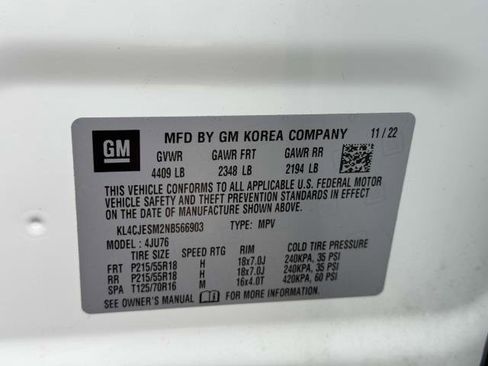 GM MFD BY GM KOREA COMPANY 11/22
GVWR GAWR FRT GAWR RR
4409 LB 2348 LB 2194 LB
THIS VEHICLE CONFORMS TO ALL APPLICABLE U.S. FEDERAL MOTOR
VEHICLE SAFETY AND THEFT PREVENTION STANDARDS IN EFFECT
ON THE DATE OF MANUFACTURE SHOWN ABOVE.
KL4CJESM2NB566903 TYPE: MPV
MODEL: 4JU76
TIRE SIZE SPEED RTG RIM COLD TIRE PRESSURE
FRT P215/55R18 H 18x7.0J 240KPA, 35 PSI
RR P215/55R18 H 18x7.0J 240KPA, 35 PSI
SPA T125/70R16 M 16x4.0T 420KPA, 60 PSI
SEE OWNER'S MANUAL FOR MORE INFORMATION.